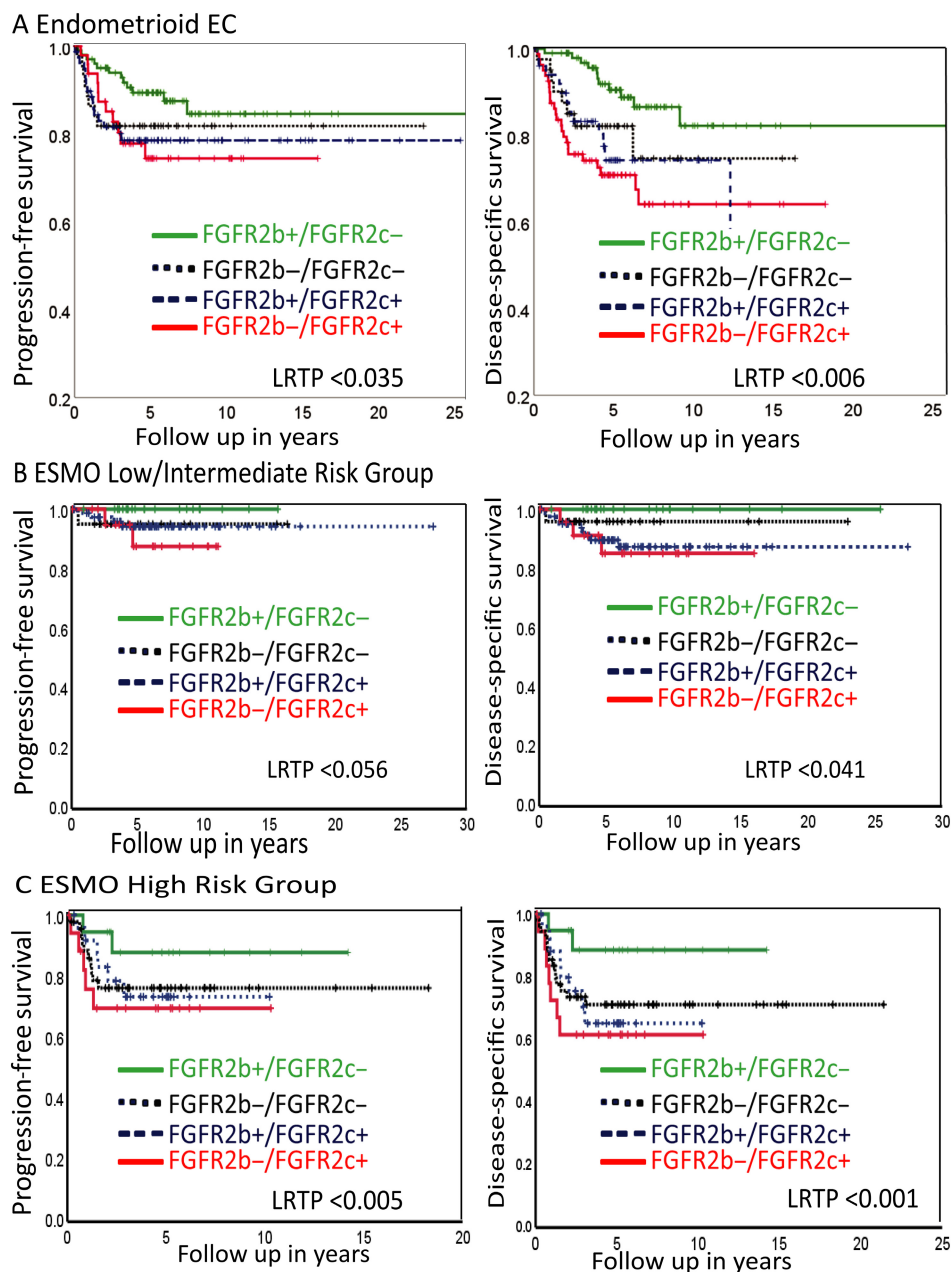 A Endometrioid EC
Progression-free survival
1.0
0.8
0.6
0.4
0.2
FGFR2b+/FGFR2c–
FGFR2b–/FGFR2c–
FGFR2b+/FGFR2c+
FGFR2b–/FGFR2c+
LRTP <0.035
0 5 10 15 20 25
Follow up in years
Disease-specific survival
1.0
0.8
0.6
0.4
0.2
FGFR2b+/FGFR2c–
FGFR2b–/FGFR2c–
FGFR2b+/FGFR2c+
FGFR2b–/FGFR2c+
LRTP <0.006
0 5 10 15 20 25
Follow up in years
B ESMO Low/Intermediate Risk Group
Progression-free survival
1.0
0.8
0.6
0.4
0.2
0.0
FGFR2b+/FGFR2c–
FGFR2b–/FGFR2c–
FGFR2b+/FGFR2c+
FGFR2b–/FGFR2c+
LRTP <0.056
0 5 10 15 20 25 30
Follow up in years
Disease-specific survival
1.0
0.8
0.6
0.4
0.2
0.0
FGFR2b+/FGFR2c–
FGFR2b–/FGFR2c–
FGFR2b+/FGFR2c+
FGFR2b–/FGFR2c+
LRTP <0.041
0 5 10 15 20 25 30
Follow up in years
C ESMO High Risk Group
Progression-free survival
1.0
0.8
0.6
0.4
0.2
0.0
FGFR2b+/FGFR2c–
FGFR2b–/FGFR2c–
FGFR2b+/FGFR2c+
FGFR2b–/FGFR2c+
LRTP <0.005
0 5 10 15 20
Follow up in years
Disease-specific survival
1.0
0.8
0.6
0.4
0.2
0.0
FGFR2b+/FGFR2c–
FGFR2b–/FGFR2c–
FGFR2b+/FGFR2c+
FGFR2b–/FGFR2c+
LRTP <0.001
0 5 10 15 20 25
Follow up in years